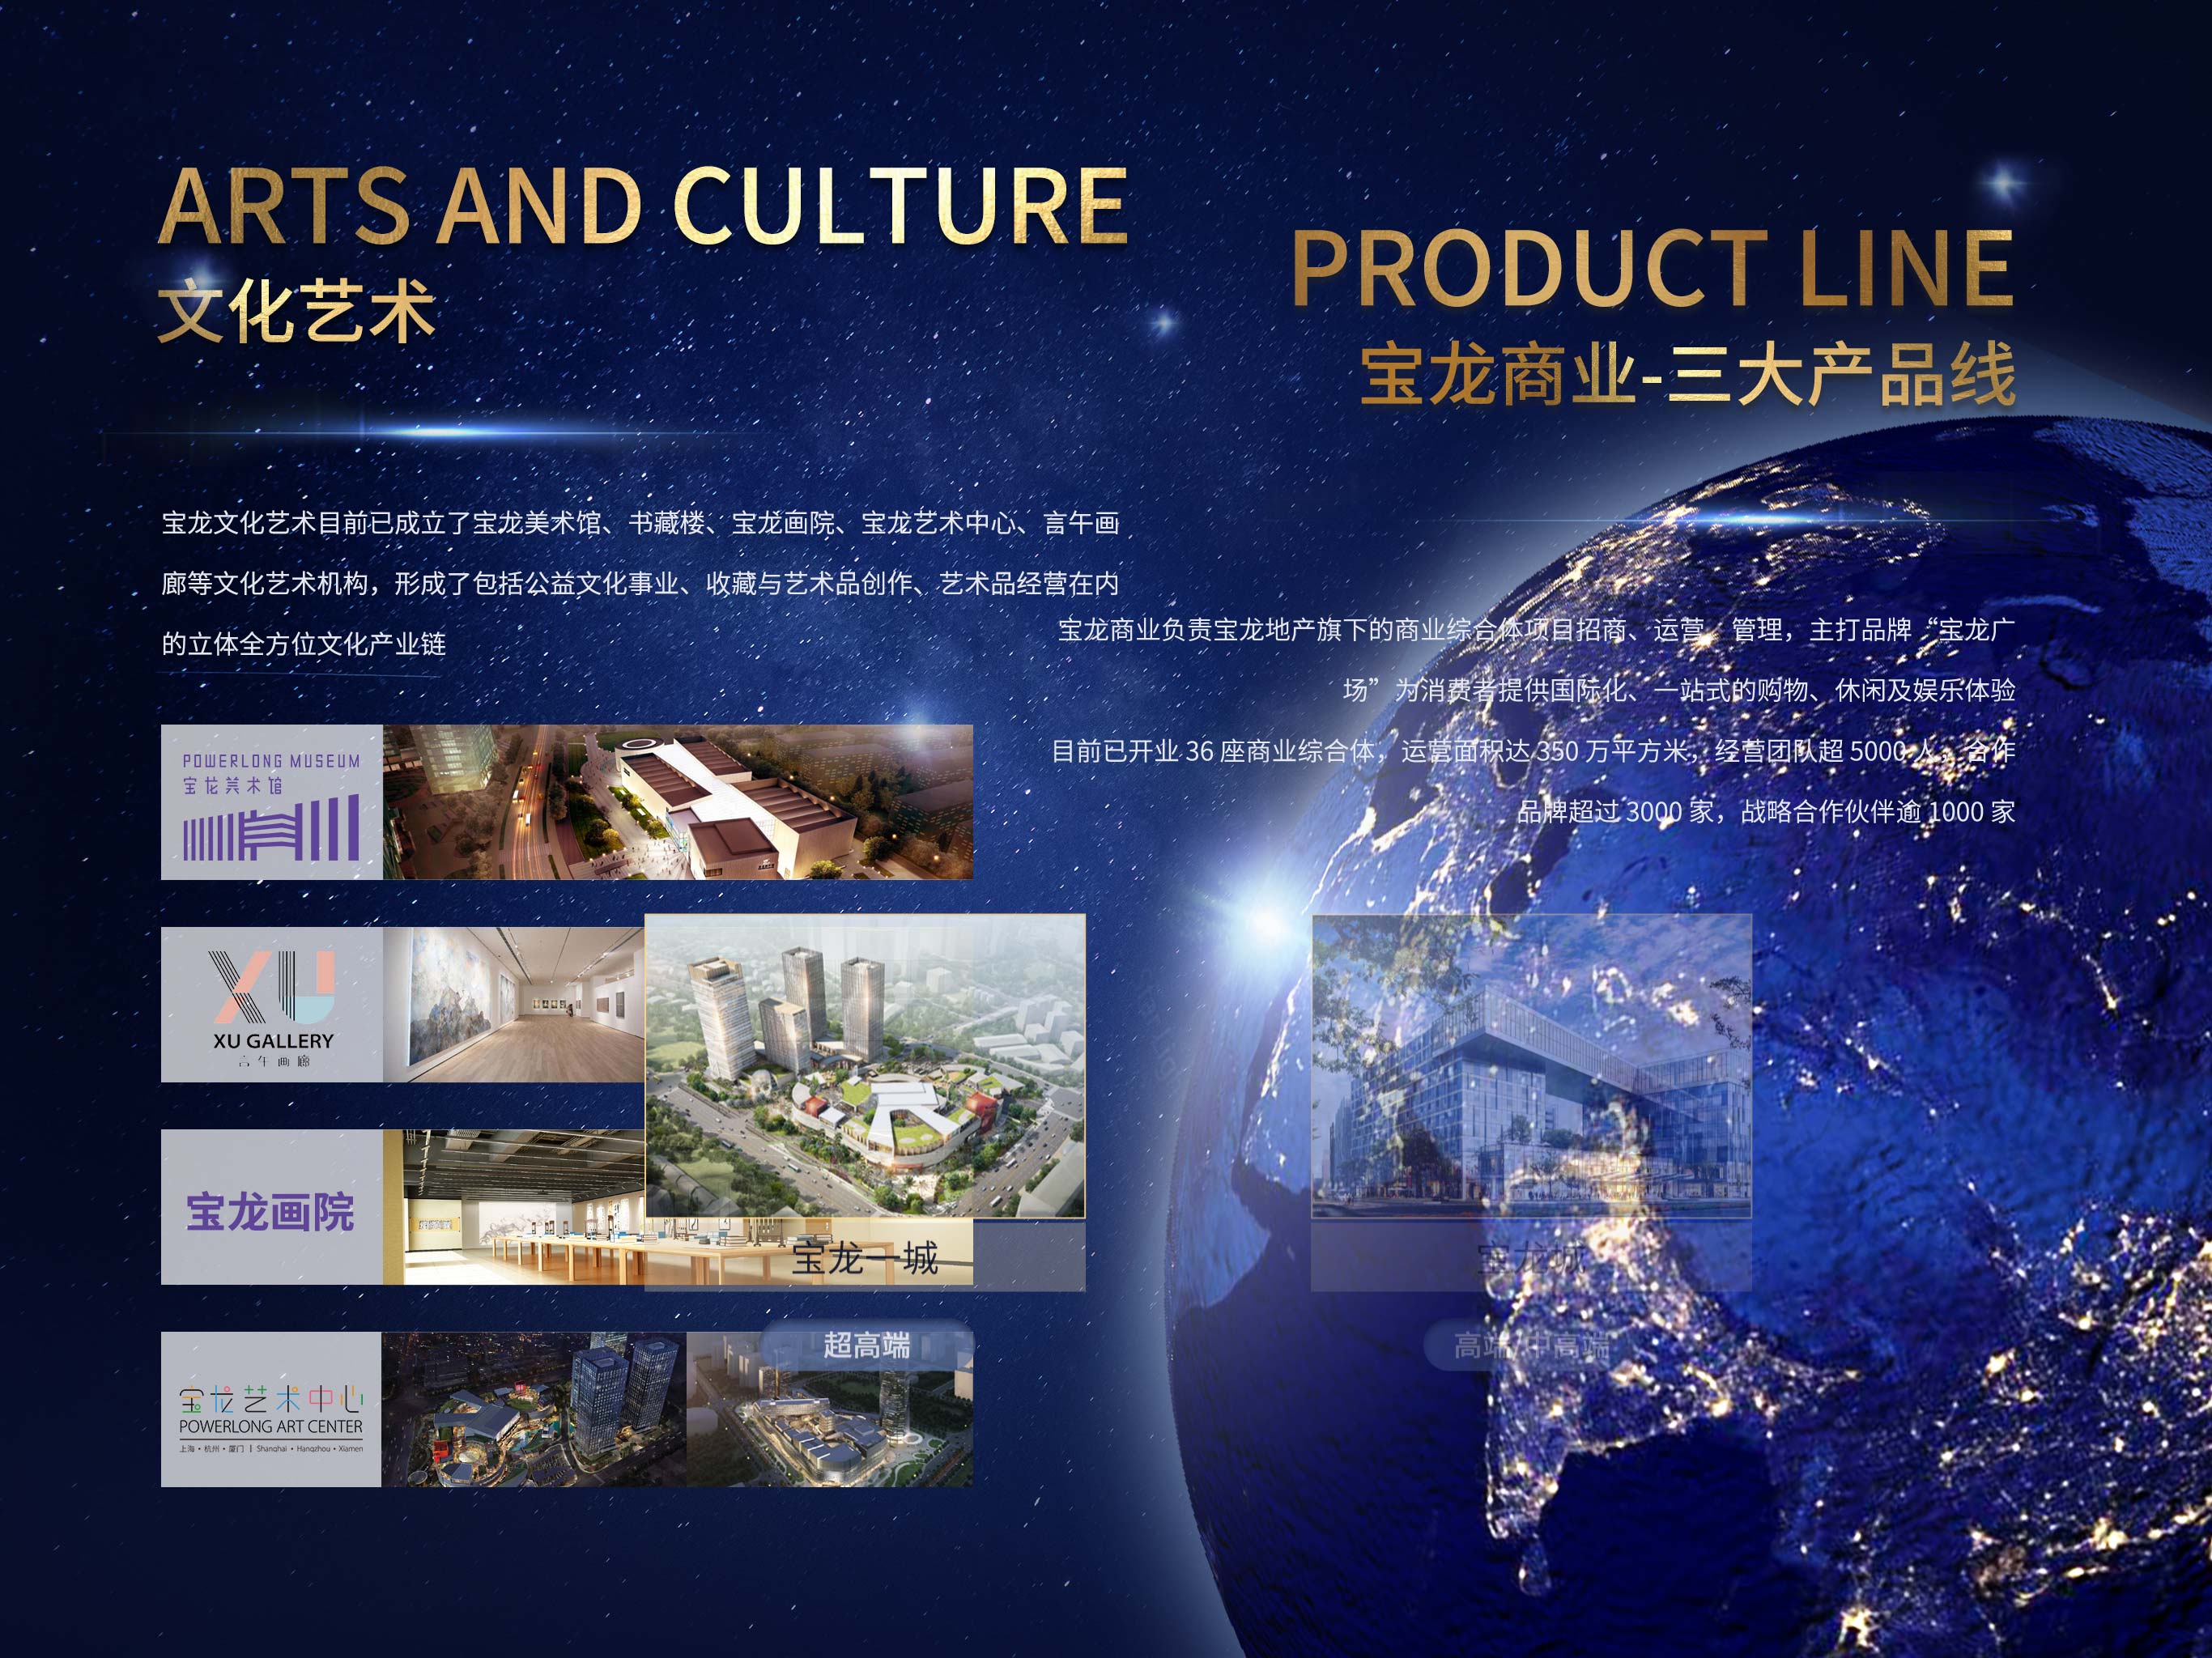 ARTS AND CULTURE
文化艺术
宝龙文化艺术目前已成立了宝龙美术馆、书藏楼、宝龙画院、宝龙艺术中心、言午画
廊等文化艺术机构，形成了包括公益文化事业、收藏与艺术品创作、艺术品经营在内
的立体全方位文化产业链
POWERLONG MUSEUM
宝龙美术馆
XU
XU GALLERY
言午画廊
宝龙画院
宝龙艺术中心
POWERLONG ART CENTER
上海·杭州·厦门 | Shanghai · Hangzhou · Xiamen
PRODUCT LINE
宝龙商业-三大产品线
宝龙商业负责宝龙地产旗下的商业综合体项目招商、运营、管理，主打品牌“宝龙广
场”为消费者提供国际化、一站式的购物、休闲及娱乐体验
目前已开业 36 座商业综合体，运营面积达 350 万平方米，经营团队超 5000 人，合作
品牌超过 3000 家，战略合作伙伴逾 1000 家
宝龙一城
超高端
宝龙城
高端/中高端